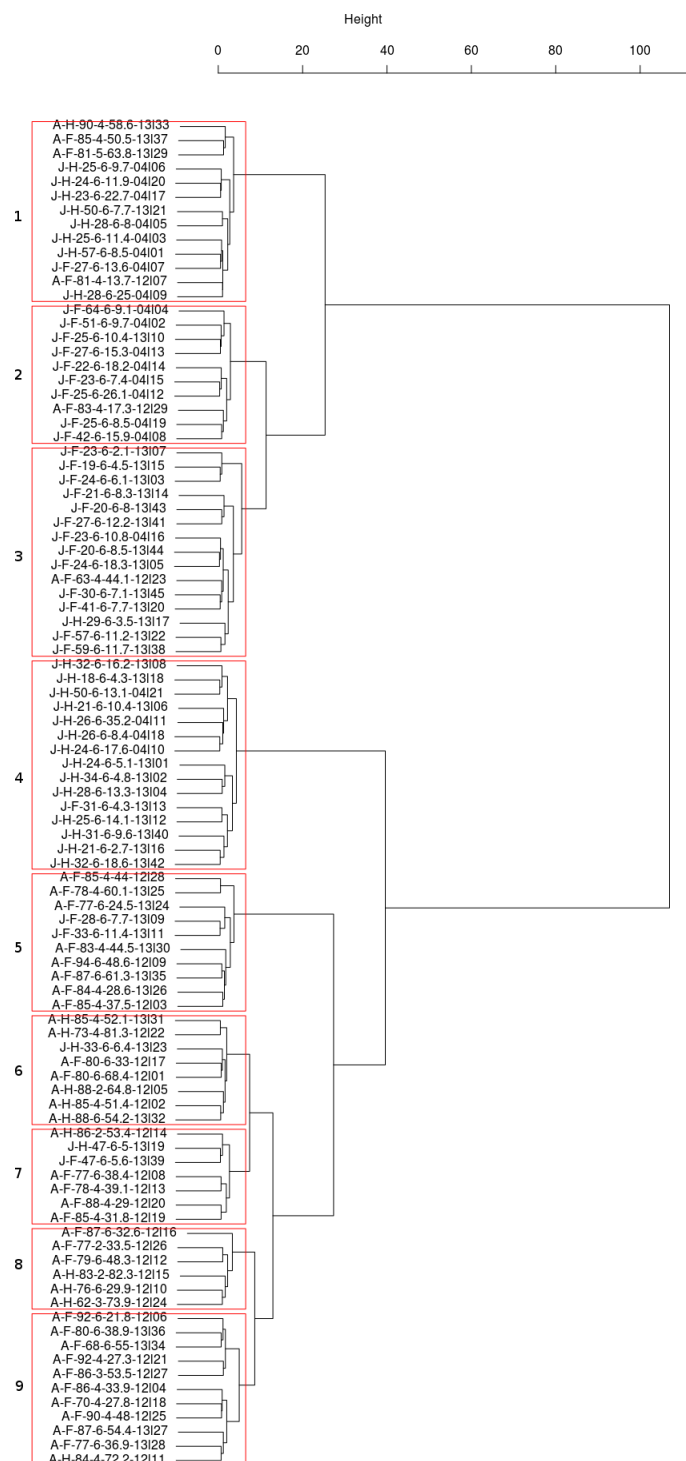 Height
0 20 40 60 80 100
A-H-90-4-58.6-13I33
A-F-85-4-50.5-13I37
A-F-81-5-63.8-13I29
J-H-25-6-9.7-04I06
J-H-24-6-11.9-04I20
J-H-23-6-22.7-04I17
1
J-H-50-6-7.7-13I21
J-H-28-6-8-04I05
J-H-25-6-11.4-04I03
J-H-57-6-8.5-04I01
J-F-27-6-13.6-04I07
A-F-81-4-13.7-12I07
J-H-28-6-25-04I09
J-F-64-6-9.1-04I04
J-F-51-6-9.7-04I02
J-F-25-6-10.4-13I10
J-F-27-6-15.3-04I13
2
J-F-22-6-18.2-04I14
J-F-23-6-7.4-04I15
J-F-25-6-26.1-04I12
A-F-83-4-17.3-12I29
J-F-25-6-8.5-04I19
J-F-42-6-15.9-04I08
J-F-23-6-2.1-13I07
J-F-19-6-4.5-13I15
J-F-24-6-6.1-13I03
J-F-21-6-8.3-13I14
J-F-20-6-8-13I43
J-F-27-6-12.2-13I41
J-F-23-6-10.8-04I16
J-F-20-6-8.5-13I44
3
J-F-24-6-18.3-13I05
A-F-63-4-44.1-12I23
J-F-30-6-7.1-13I45
J-F-41-6-7.7-13I20
J-H-29-6-3.5-13I17
J-F-57-6-11.2-13I22
J-F-59-6-11.7-13I38
J-H-32-6-16.2-13I08
J-H-18-6-4.3-13I18
J-H-50-6-13.1-04I21
J-H-21-6-10.4-13I06
J-H-26-6-35.2-04I11
J-H-26-6-8.4-04I18
J-H-24-6-17.6-04I10
J-H-24-6-5.1-13I01
4
J-H-34-6-4.8-13I02
J-H-28-6-13.3-13I04
J-F-31-6-4.3-13I13
J-H-25-6-14.1-13I12
J-H-31-6-9.6-13I40
J-H-21-6-2.7-13I16
J-H-32-6-18.6-13I42
A-F-85-4-44-12I28
A-F-78-4-60.1-13I25
A-F-77-6-24.5-13I24
J-F-28-6-7.7-13I09
J-F-33-6-11.4-13I11
5
A-F-83-4-44.5-13I30
A-F-94-6-48.6-12I09
A-F-87-6-61.3-13I35
A-F-84-4-28.6-13I26
A-F-85-4-37.5-12I03
A-H-85-4-52.1-13I31
A-H-73-4-81.3-12I22
J-H-33-6-6.4-13I23
A-F-80-6-33-12I17
6
A-F-80-6-68.4-12I01
A-H-88-2-64.8-12I05
A-H-85-4-51.4-12I02
A-H-88-6-54.2-13I32
A-H-86-2-53.4-12I14
J-H-47-6-5-13I19
J-F-47-6-5.6-13I39
7
A-F-77-6-38.4-12I08
A-F-78-4-39.1-12I13
A-F-88-4-29-12I20
A-F-85-4-31.8-12I19
A-F-87-6-32.6-12I16
A-F-77-2-33.5-12I26
A-F-79-6-48.3-12I12
8
A-H-83-2-82.3-12I15
A-H-76-6-29.9-12I10
A-H-62-3-73.9-12I24
A-F-92-6-21.8-12I06
A-F-80-6-38.9-13I36
A-F-68-6-55-13I34
A-F-92-4-27.3-12I21
A-F-86-3-53.5-12I27
9
A-F-86-4-33.9-12I04
A-F-70-4-27.8-12I18
A-F-90-4-48-12I25
A-F-87-6-54.4-13I27
A-F-77-6-36.9-13I28
A-H-84-4-72.2-12I11